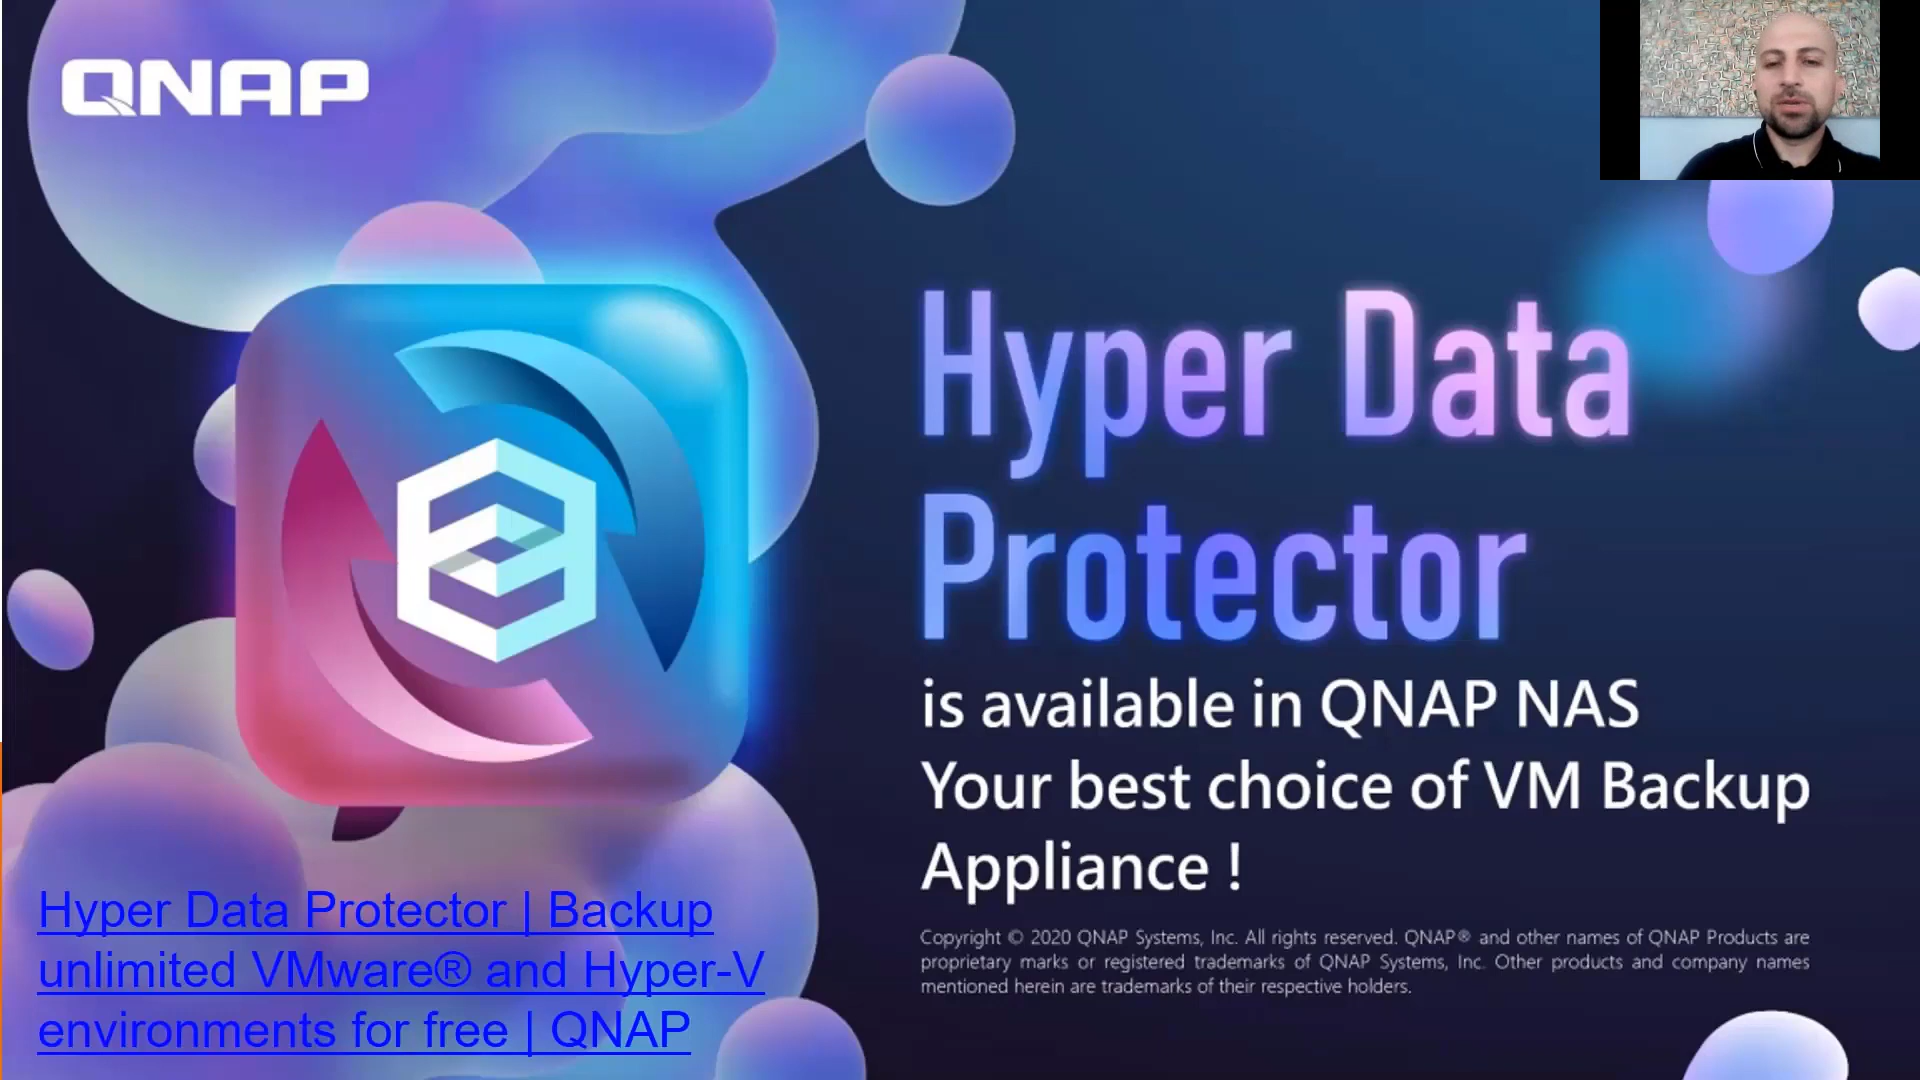 QNAP
Hyper Data
Protector
is available in QNAP NAS
Your best choice of VM Backup
Appliance !
Copyright © 2020 QNAP Systems, Inc. All rights reserved. QNAP® and other names of QNAP Products are
proprietary marks or registered trademarks of QNAP Systems, Inc. Other products and company names
mentioned herein are trademarks of their respective holders.
Hyper Data Protector | Backup
unlimited VMware® and Hyper-V
environments for free | QNAP